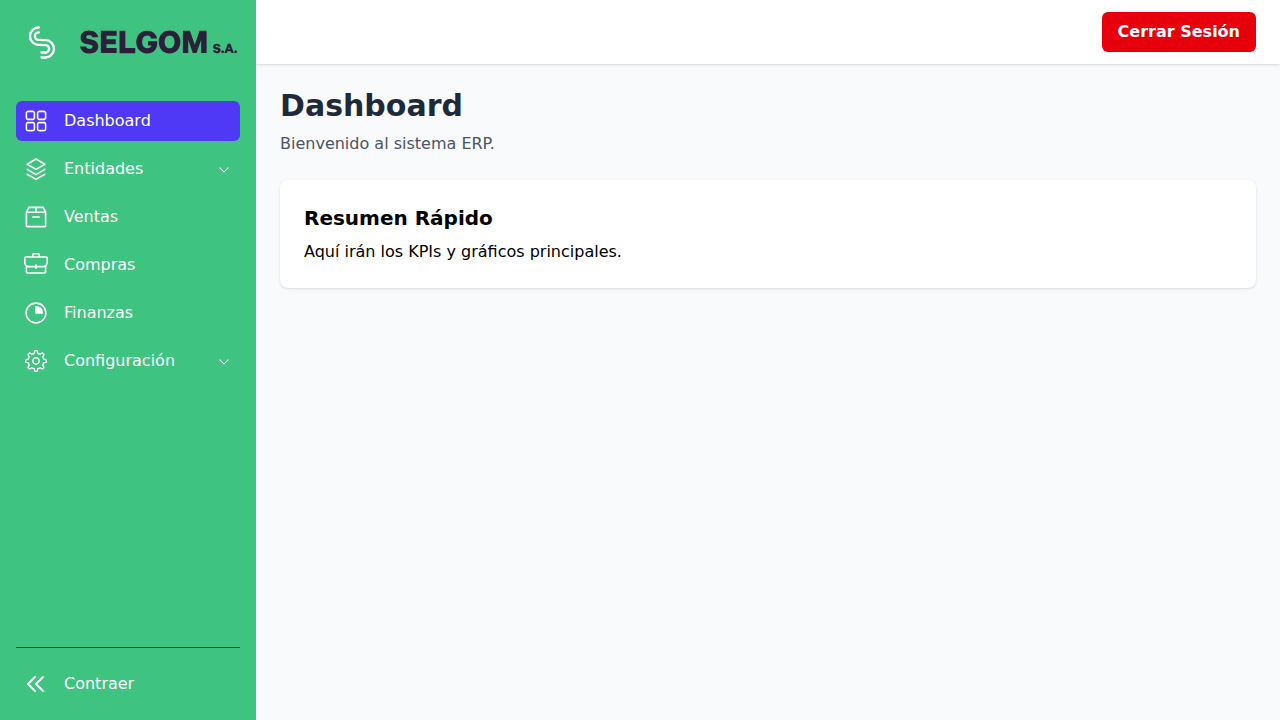 SELGOM S.A.
Cerrar Sesión
Dashboard
Entidades
Ventas
Compras
Finanzas
Configuración
Contraer
Dashboard
Bienvenido al sistema ERP.
Resumen Rápido
Aquí irán los KPIs y gráficos principales.